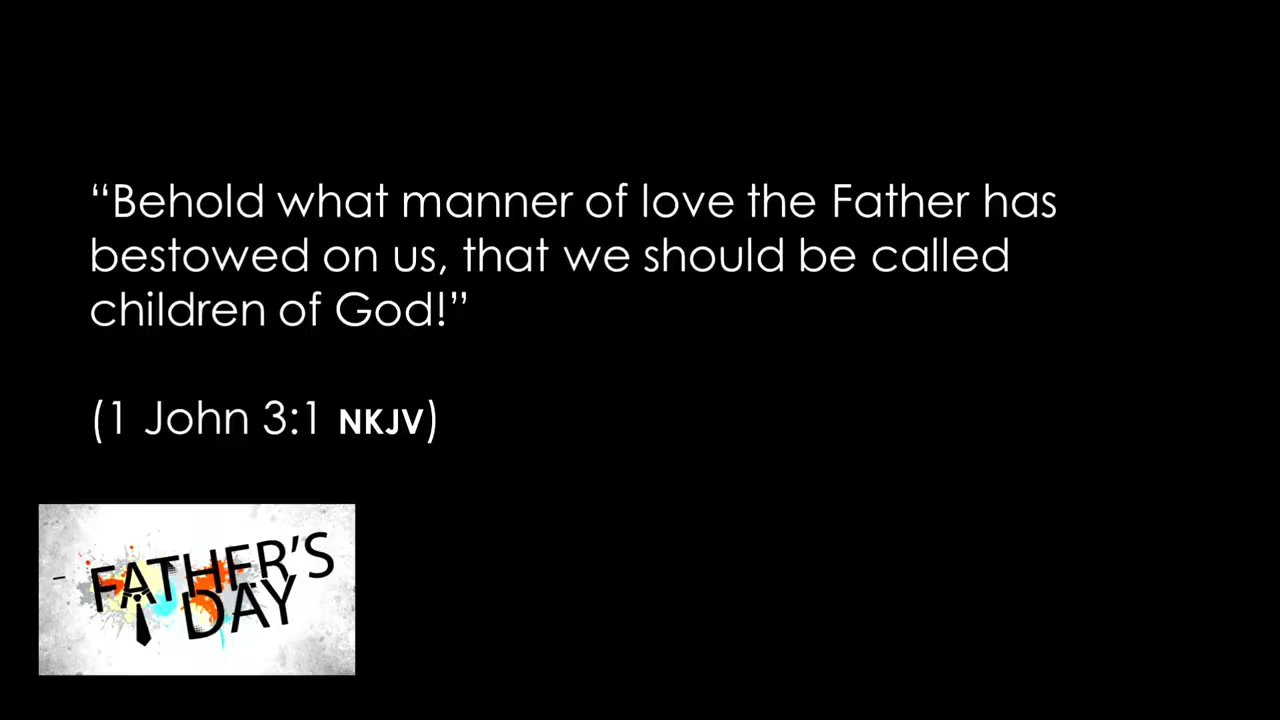 “Behold what manner of love the Father has
bestowed on us, that we should be called
children of God!”
(1 John 3:1 NKJV)
FATHER'S
DAY